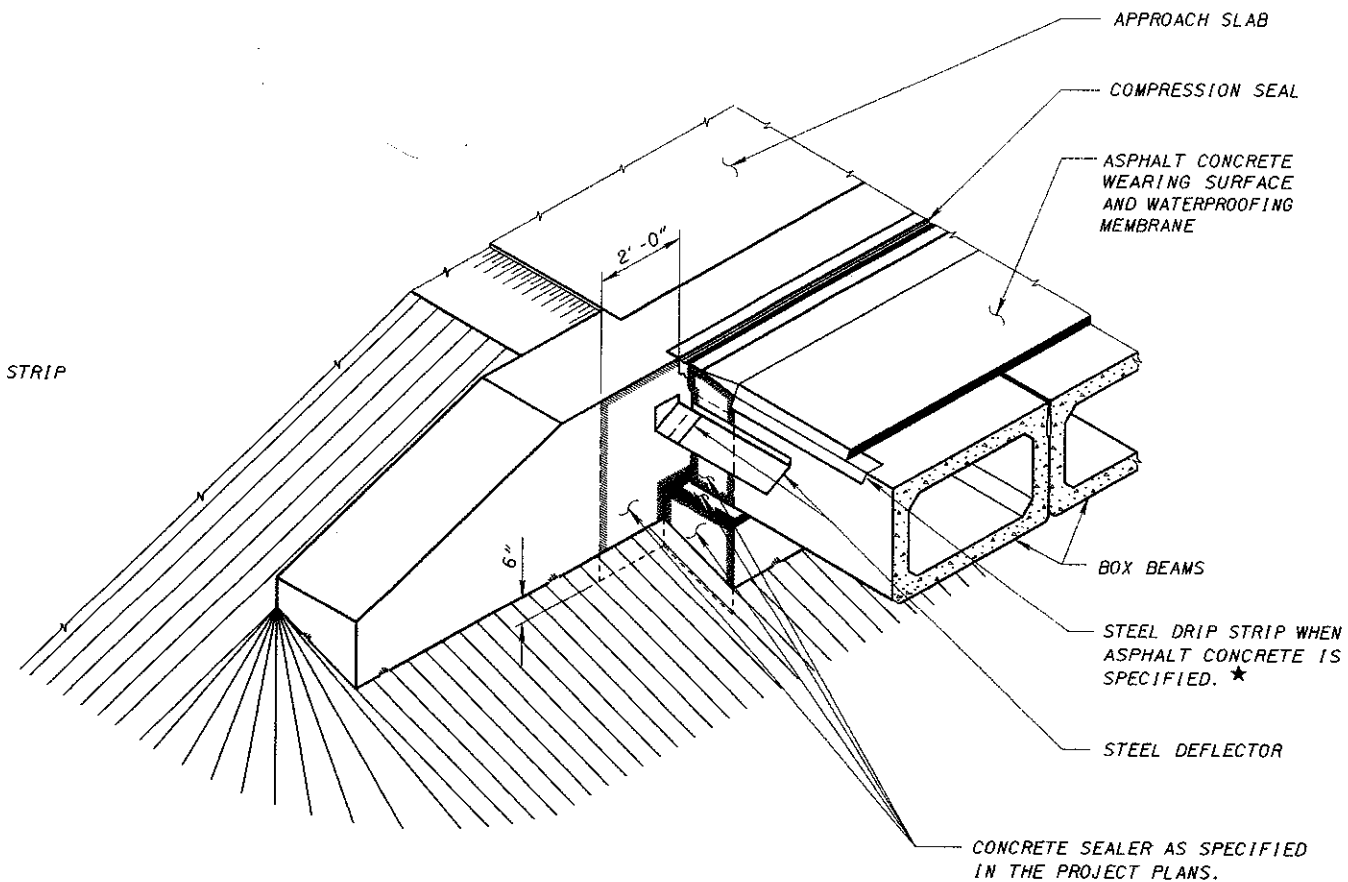 APPROACH SLAB
COMPRESSION SEAL
ASPHALT CONCRETE
WEARING SURFACE
AND WATERPROOFING
MEMBRANE
2'-0"
STRIP
6"
BOX BEAMS
STEEL DRIP STRIP WHEN
ASPHALT CONCRETE IS
SPECIFIED. ★
STEEL DEFLECTOR
CONCRETE SEALER AS SPECIFIED
IN THE PROJECT PLANS.